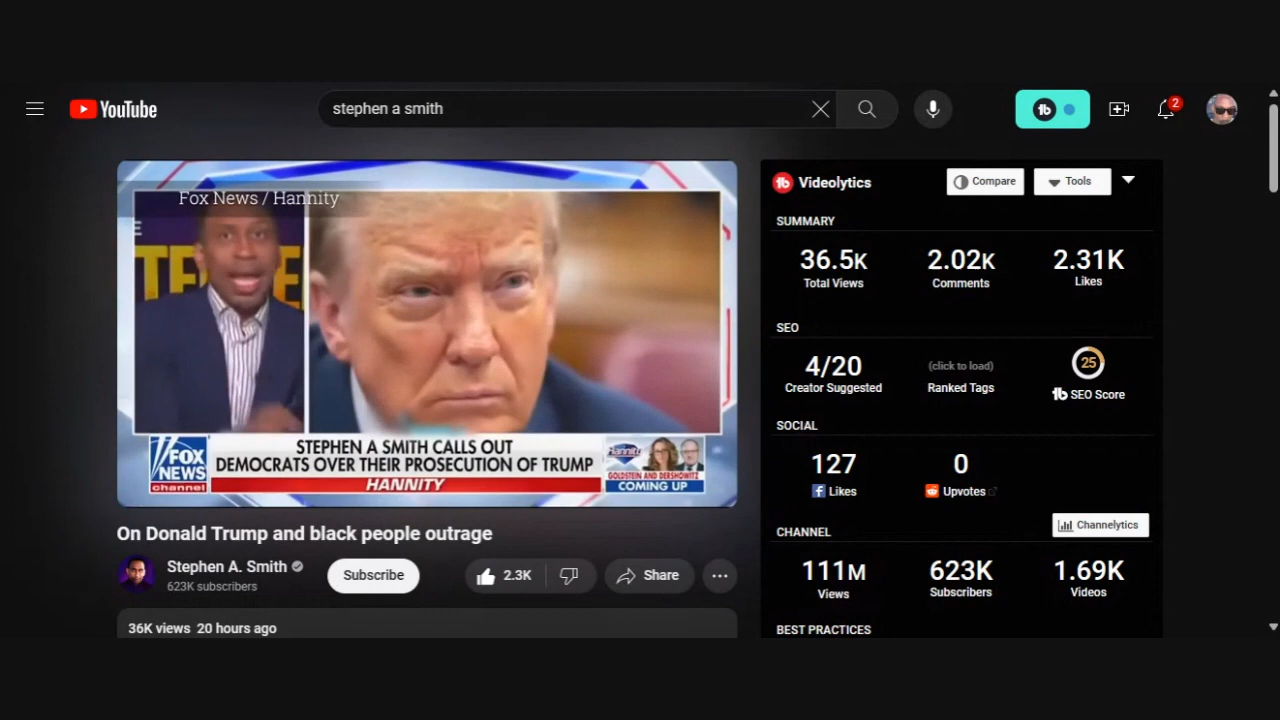 YouTube
stephen a smith
2
Fox News / Hannity
STEPHEN A SMITH CALLS OUT
DEMOCRATS OVER THEIR PROSECUTION OF TRUMP
HANNITY
FOX
NEWS
channel
Hannity
GOLDSTEIN AND DERSHOWITZ
COMING UP
On Donald Trump and black people outrage
Stephen A. Smith
623K subscribers
Subscribe
2.3K
Share
36K views 20 hours ago
Videolytics
Compare
Tools
SUMMARY
36.5K 2.02K 2.31K
Total Views Comments Likes
SEO
4/20 (click to load) 25
Creator Suggested Ranked Tags SEO Score
SOCIAL
127 0
Likes Upvotes
CHANNEL
Channelytics
111M 623K 1.69K
Views Subscribers Videos
BEST PRACTICES